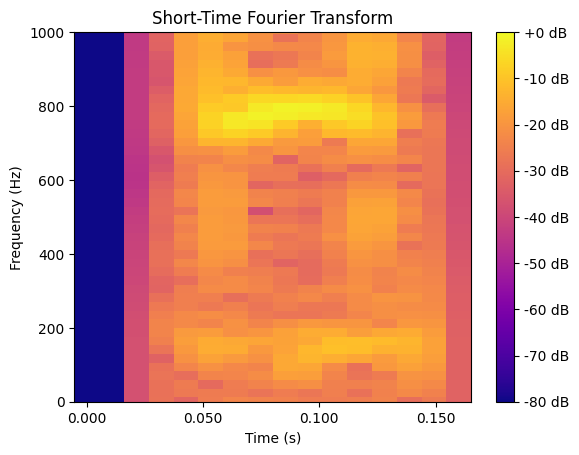 Short-Time Fourier Transform
1000
800
600
400
200
0
Frequency (Hz)
0.000
0.050
0.100
0.150
Time (s)
+0 dB
-10 dB
-20 dB
-30 dB
-40 dB
-50 dB
-60 dB
-70 dB
-80 dB